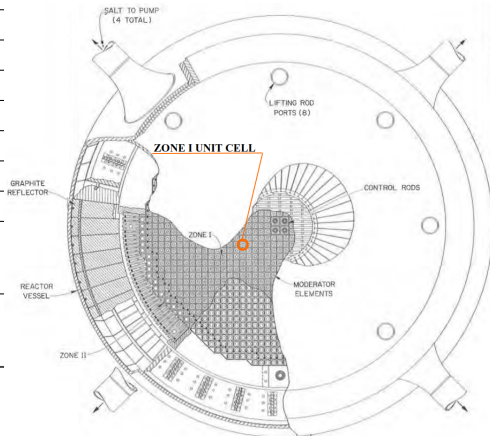 SALT TO PUMP
(4 TOTAL)
LIFTING ROD
PORTS (8)
ZONE I UNIT CELL
GRAPHITE
REFLECTOR
CONTROL RODS
ZONE I
REACTOR
VESSEL
MODERATOR
ELEMENTS
ZONE II